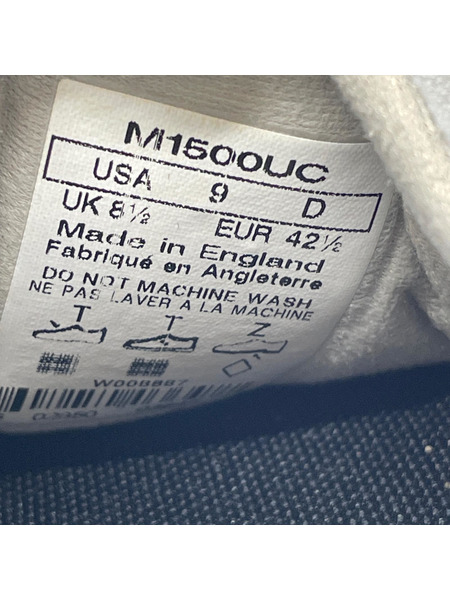 M1500UC
USA 9 D
UK 8½ EUR 42½
Made in England
Fabriqué en Angleterre
DO NOT MACHINE WASH
NE PAS LAVER A LA MACHINE
T T Z